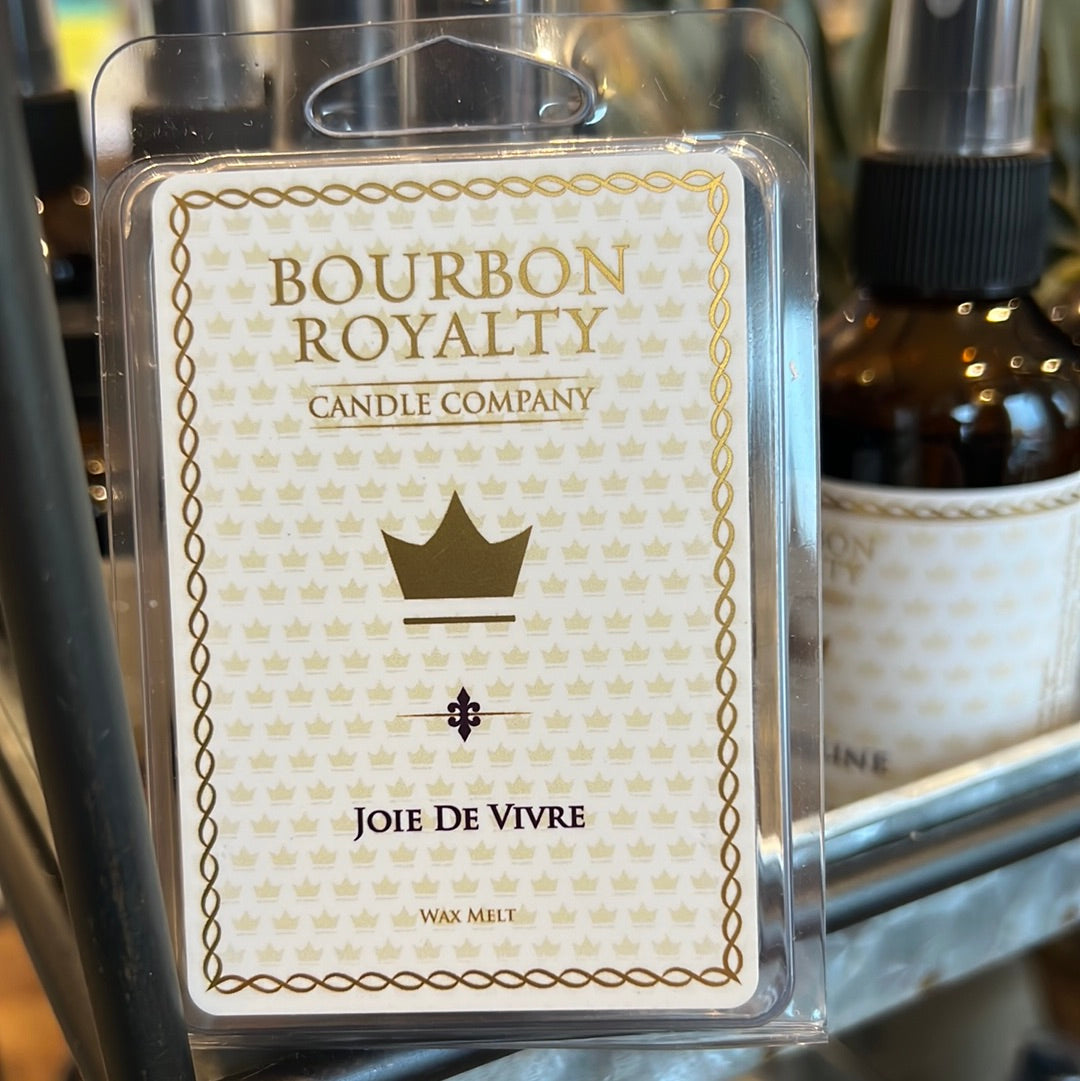 BOURBON
ROYALTY
CANDLE COMPANY
JOIE DE VIVRE
WAX MELT